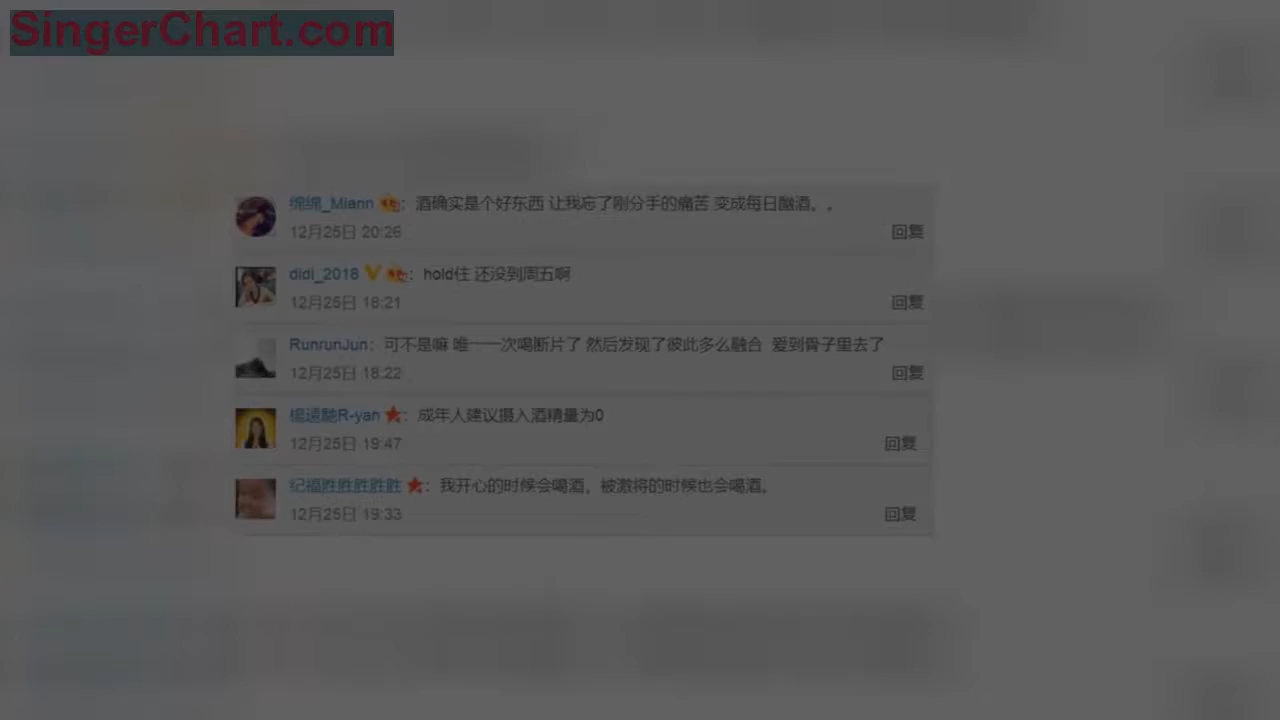 SingerChart.com
绵绵_Miann：酒确实是个好东西 让我忘了刚分手的痛苦 变成每日酗酒。。
12月25日 20:26 回复
didi_2018：hold住 还没到周五啊
12月25日 18:21 回复
RunrunJun：可不是嘛 唯一一次喝断片了 然后发现了彼此多么融合 爱到骨子里去了
12月25日 18:22 回复
楊遠馳R-yan：成年人建议摄入酒精量为0
12月25日 19:47 回复
纪福胜胜胜胜胜：我开心的时候会喝酒。被激将的时候也会喝酒。
12月25日 19:33 回复